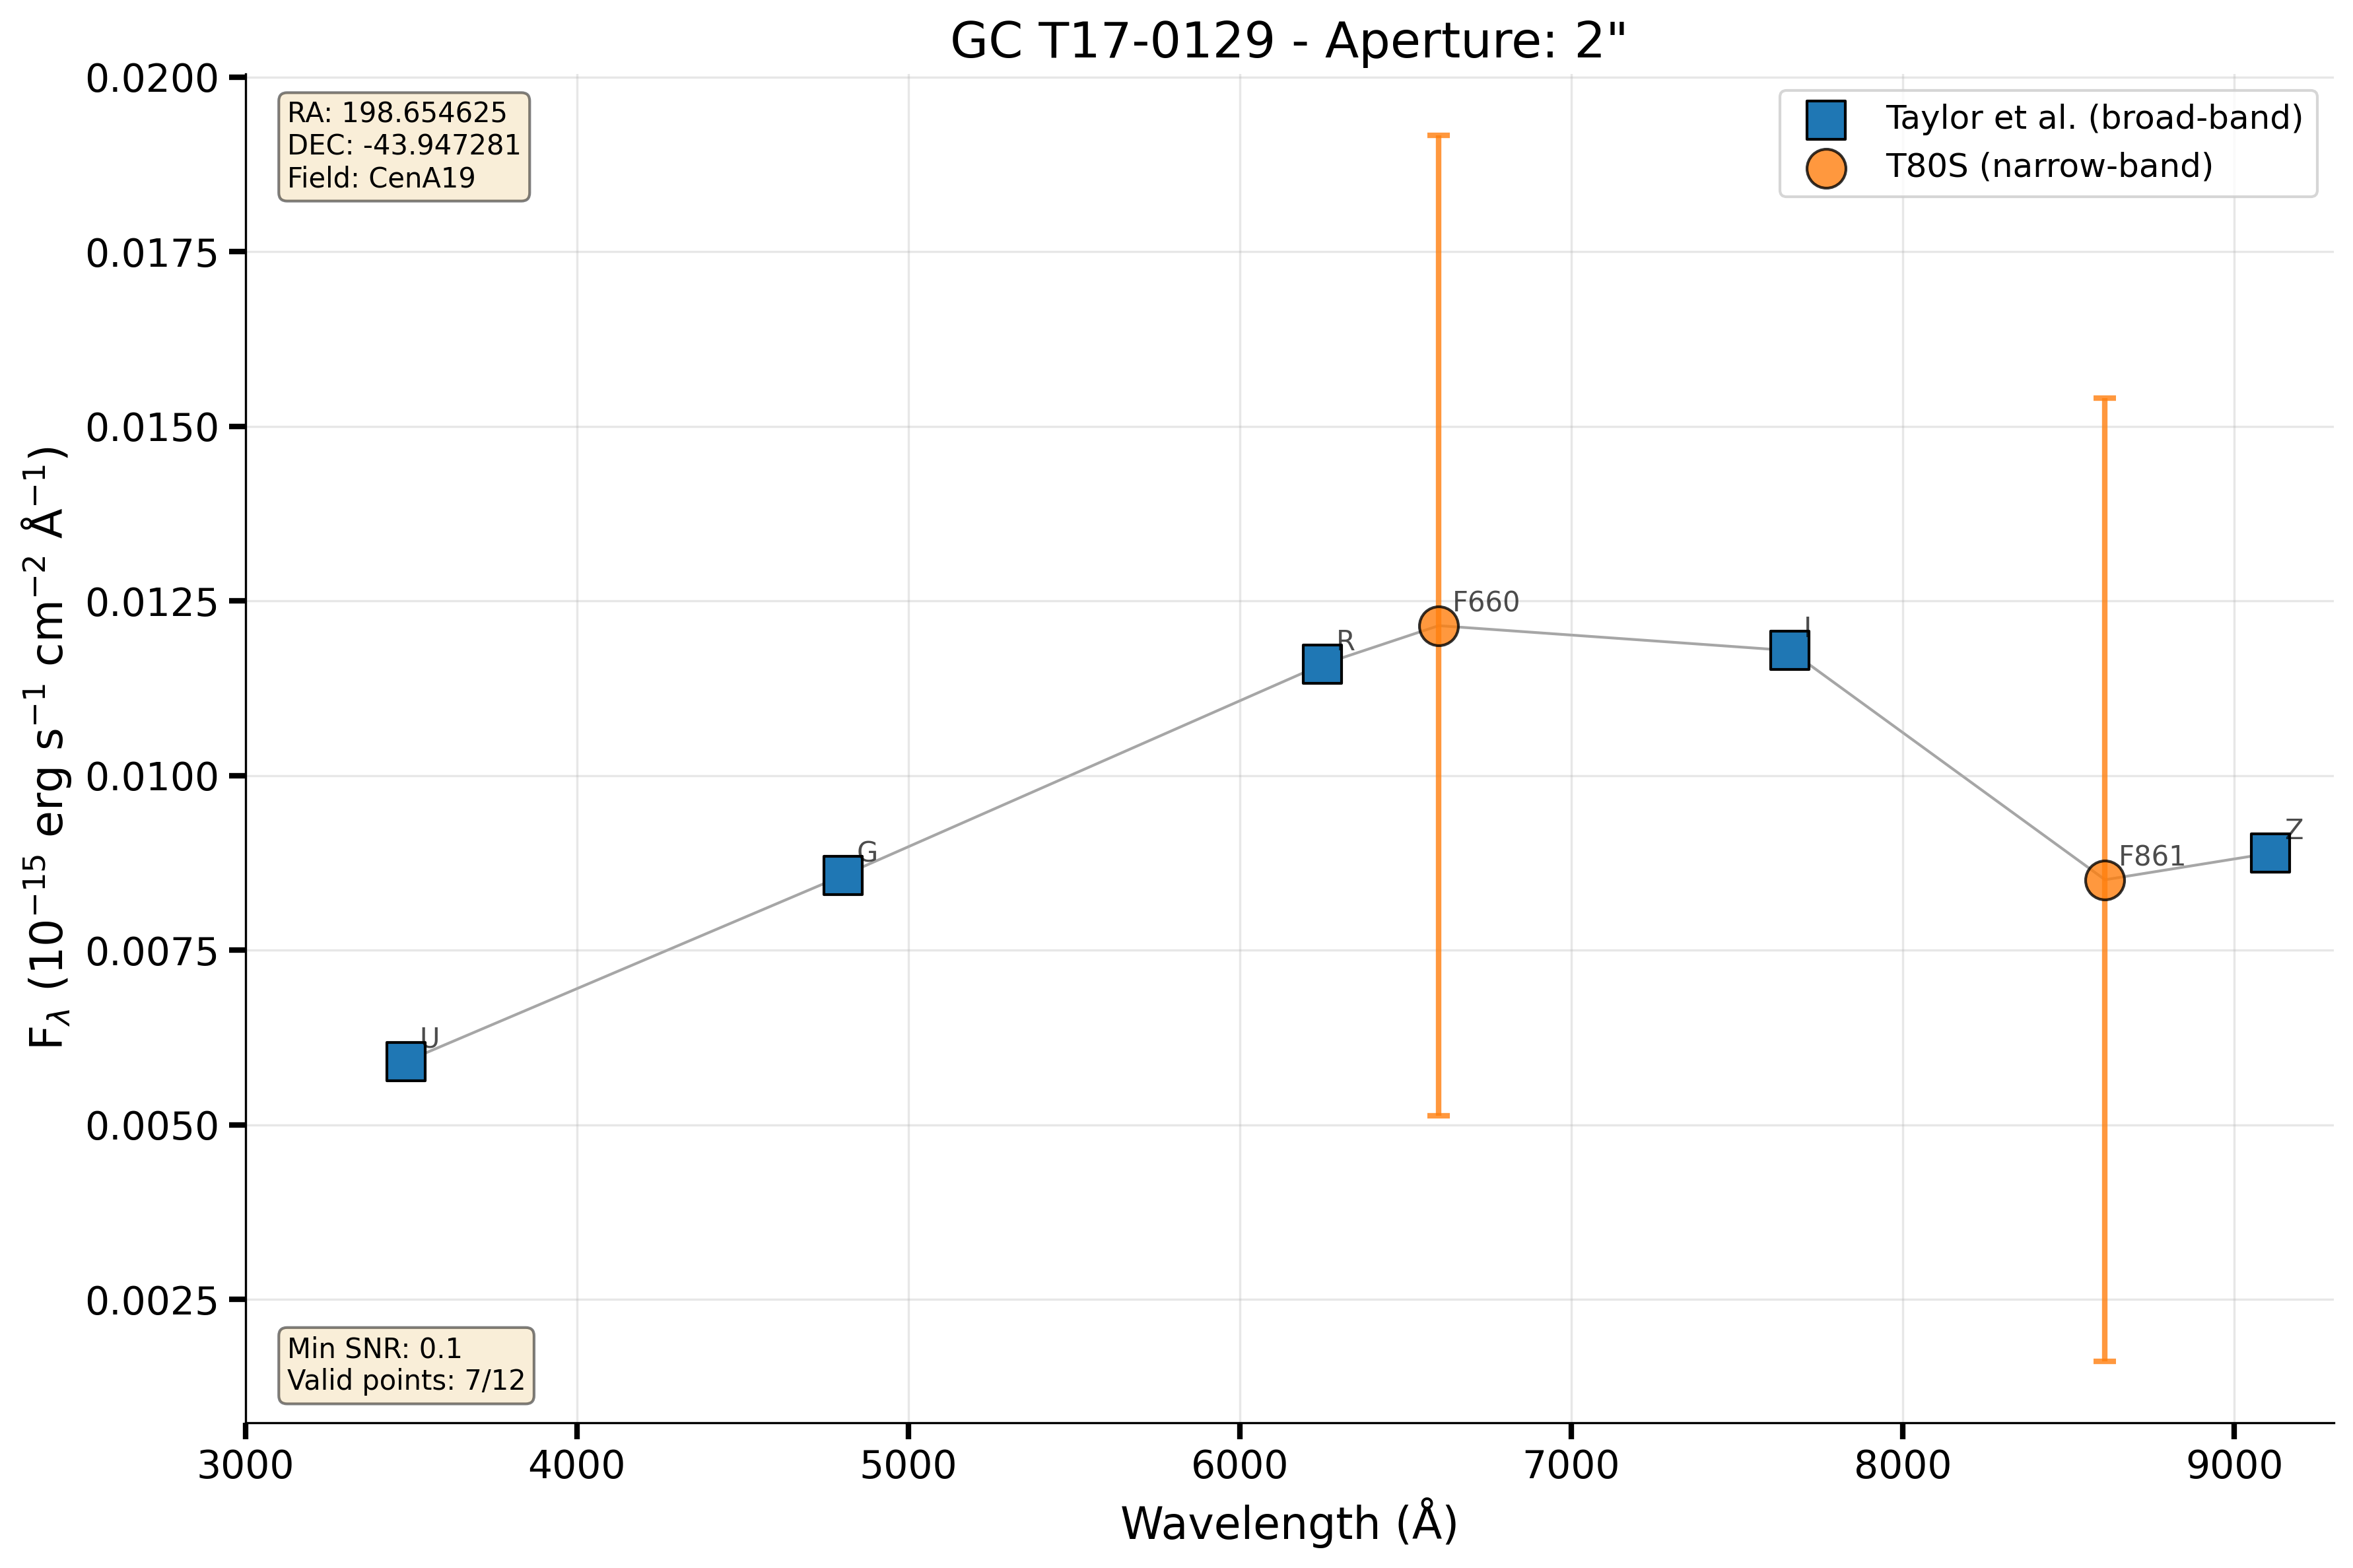 GC T17-0129 - Aperture: 2"
RA: 198.654625
DEC: -43.947281
Field: CenA19
Taylor et al. (broad-band)
T80S (narrow-band)
0.0200
0.0175
0.0150
0.0125
0.0100
0.0075
0.0050
0.0025
F_λ (10⁻¹⁵ erg s⁻¹ cm⁻² Å⁻¹)
U
G
R
F660
I
F861
Z
Min SNR: 0.1
Valid points: 7/12
3000 4000 5000 6000 7000 8000 9000
Wavelength (Å)